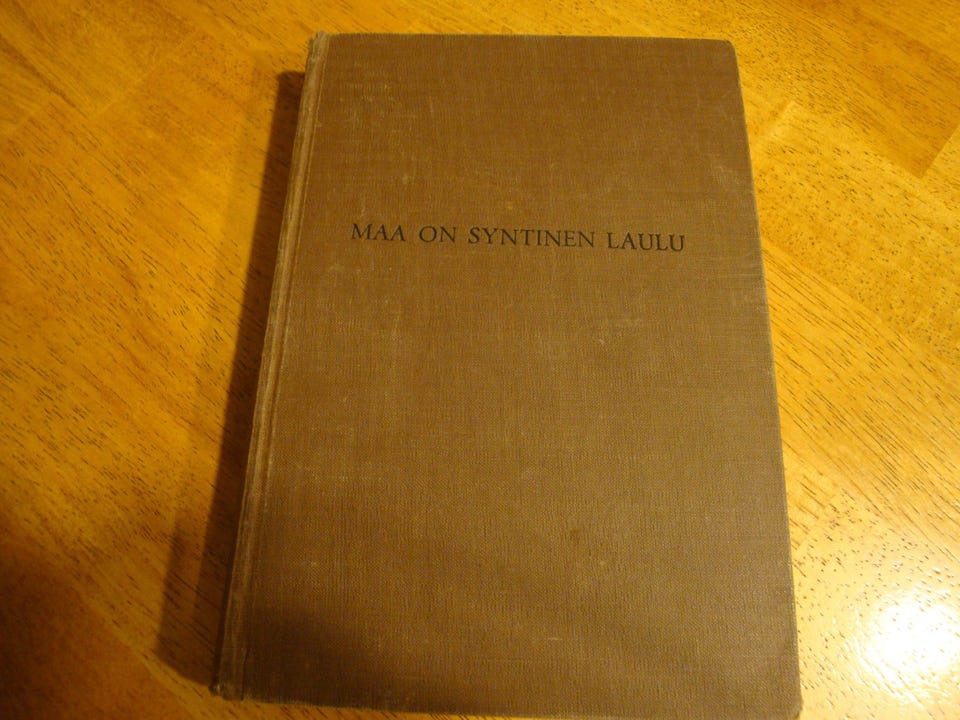 MAA ON SYNTINEN LAULU